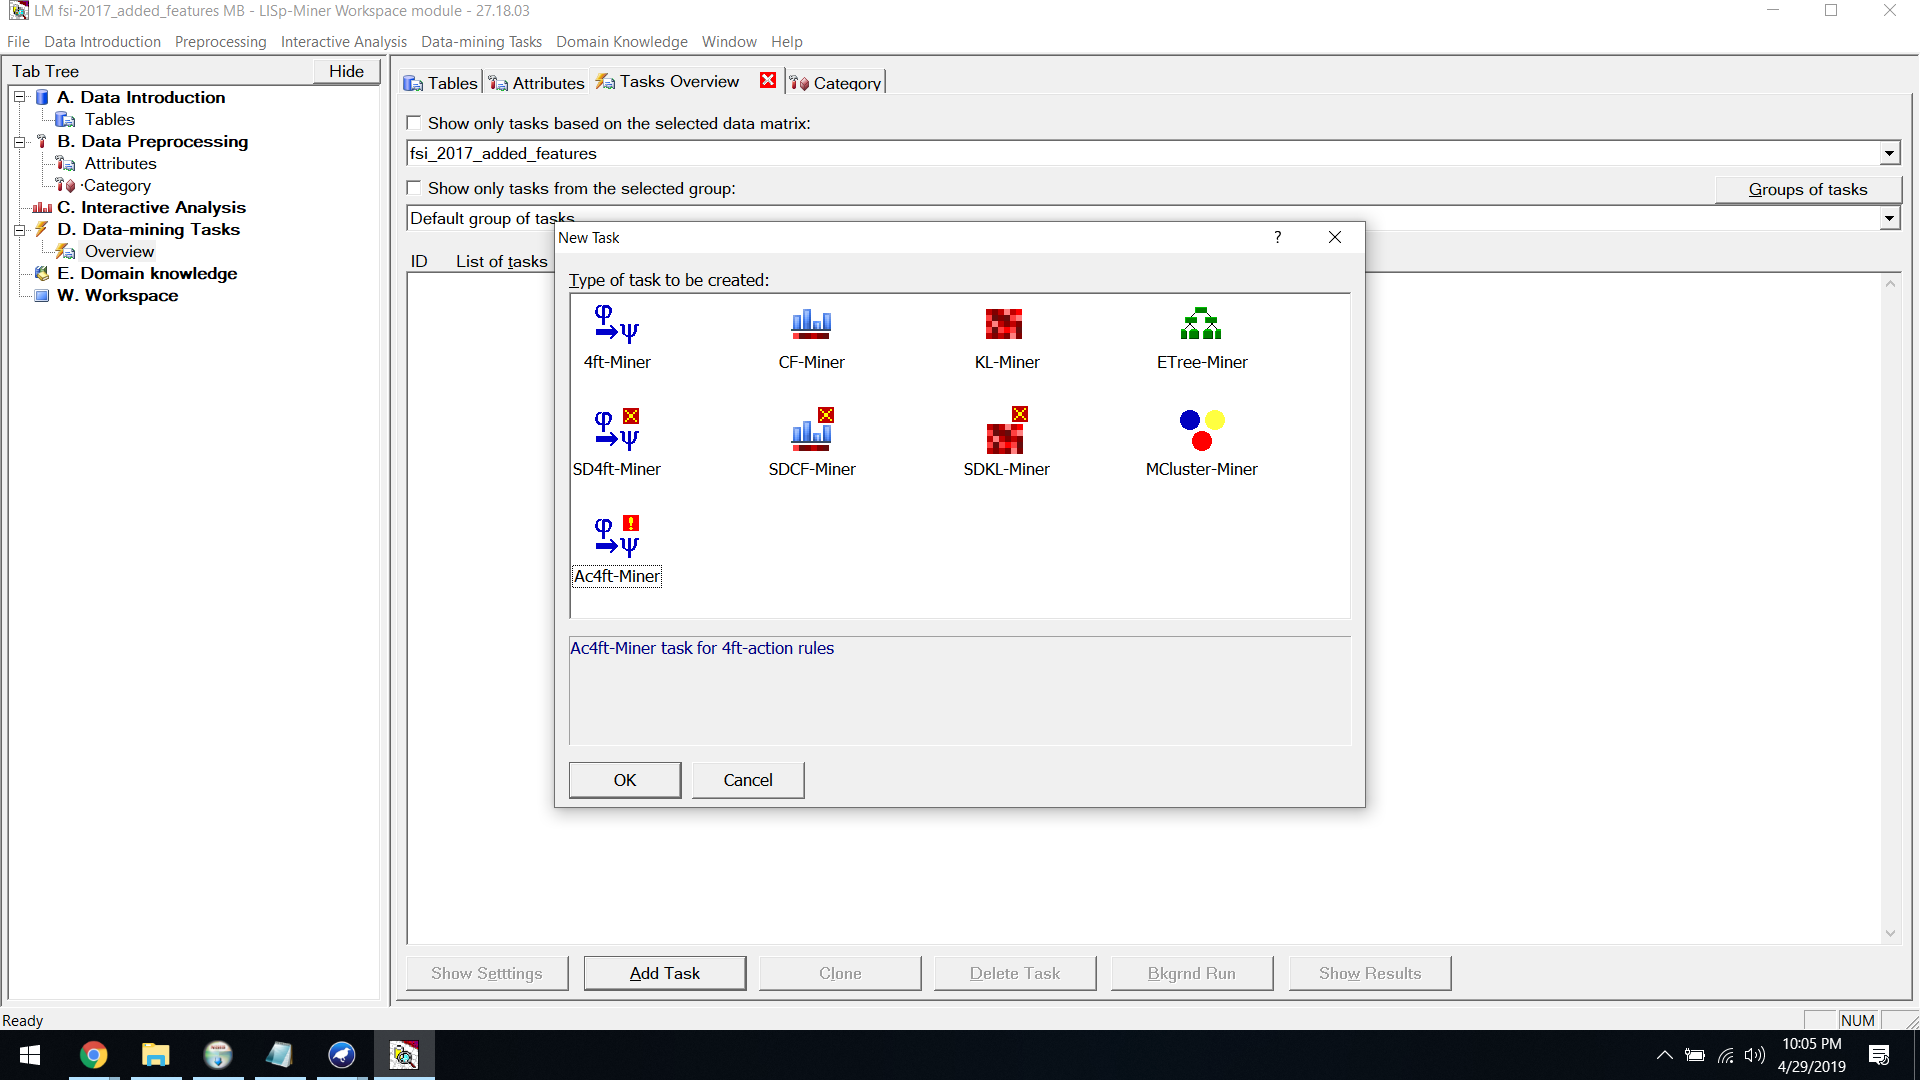 LM fsi-2017_added_features MB - LISp-Miner Workspace module - 27.18.03
File Data Introduction Preprocessing Interactive Analysis Data-mining Tasks Domain Knowledge Window Help
Tab Tree Hide
A. Data Introduction
Tables
B. Data Preprocessing
Attributes
·Category
C. Interactive Analysis
D. Data-mining Tasks
Overview
E. Domain knowledge
W. Workspace
Tables Attributes Tasks Overview Category
Show only tasks based on the selected data matrix:
fsi_2017_added_features
Show only tasks from the selected group:
Groups of tasks
Default group of tasks
ID List of tasks
New Task ?
Type of task to be created:
φ ψ
4ft-Miner CF-Miner KL-Miner ETree-Miner
φ ψ
SD4ft-Miner SDCF-Miner SDKL-Miner MCluster-Miner
φ ! ψ
Ac4ft-Miner
Ac4ft-Miner task for 4ft-action rules
OK Cancel
Show Setttings Add Task Clone Delete Task Bkgrnd Run Show Results
Ready NUM
10:05 PM
4/29/2019